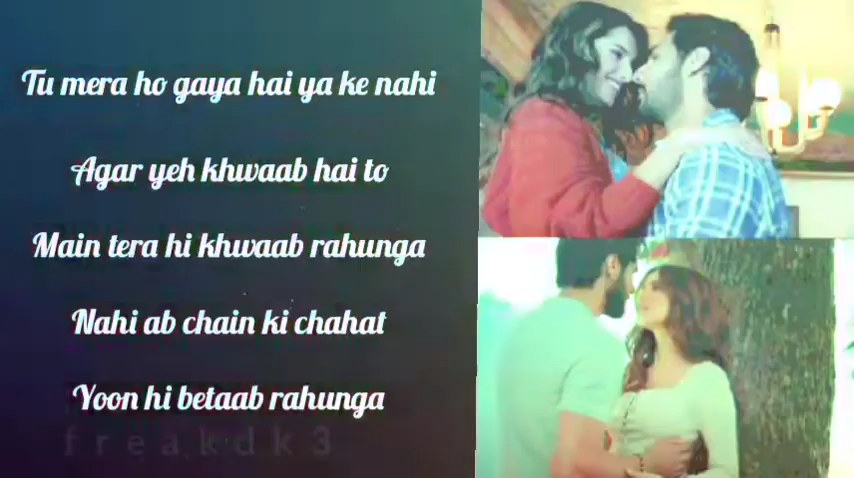 Tu mera ho gaya hai ya ke nahi
Agar yeh khwaab hai to
Main tera hi khwaab rahunga
Nahi ab chain ki chahat
Yoon hi betaab rahunga
freakdk3